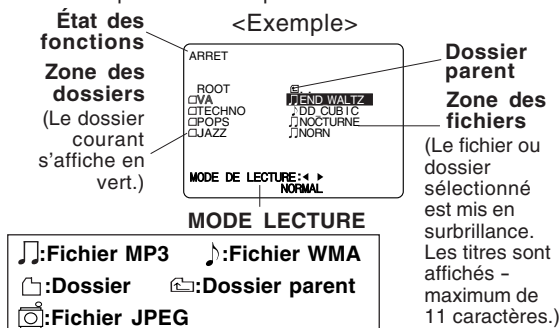 <Exemple>
État des
fonctions
Zone des
dossiers
(Le dossier
courant
s’affiche en
vert.)
ARRET
ROOT
VA
TECHNO
POPS
JAZZ
END WALTZ
DD CUBIC
NOCTURNE
NORN
MODE DE LECTURE:◄ ►
NORMAL
MODE LECTURE
Dossier
parent
Zone des
fichiers
(Le fichier ou
dossier
sélectionné
est mis en
surbrillance.
Les titres sont
affichés –
maximum de
11 caractères.)
:Fichier MP3 :Fichier WMA
:Dossier :Dossier parent
:Fichier JPEG